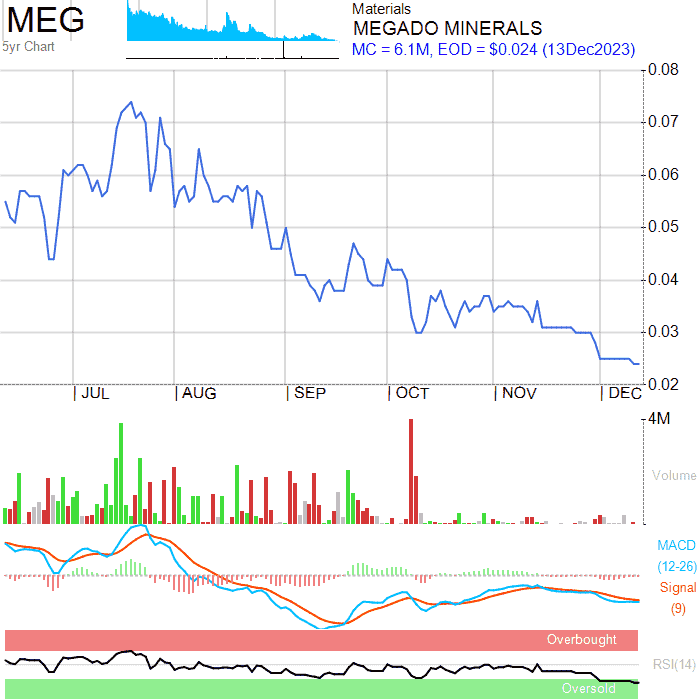 MEG
5yr Chart
Materials
MEGADO MINERALS
MC = 6.1M, EOD = $0.024 (13Dec2023)
0.08
0.07
0.06
0.05
0.04
0.03
0.02
| JUL | AUG | SEP | OCT | NOV | DEC
4M
Volume
MACD
(12-26)
Signal
(9)
Overbought
RSI(14)
Oversold